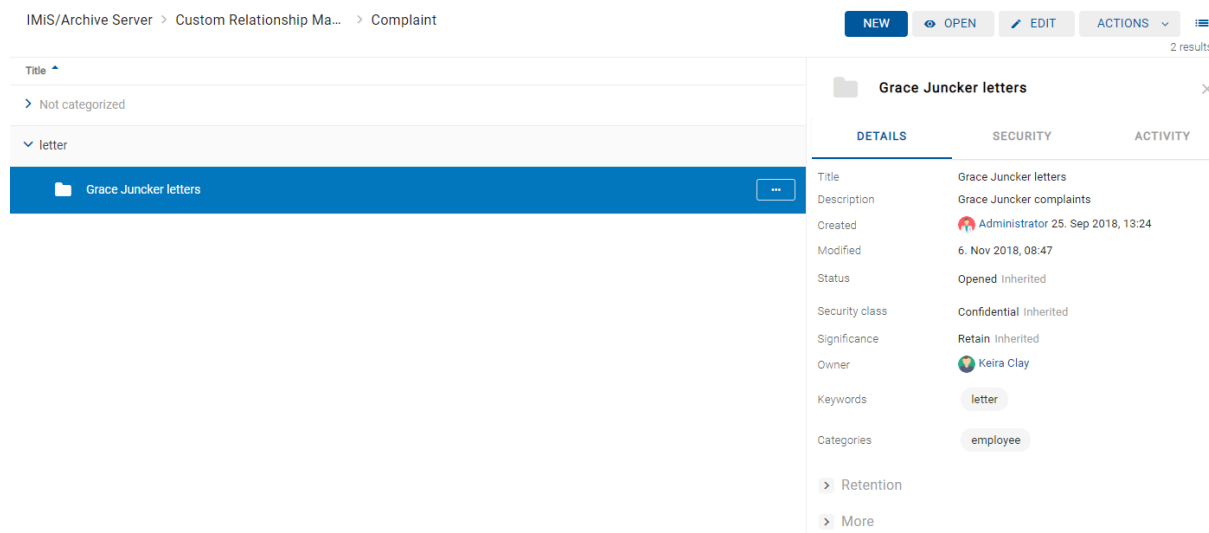 IMiS/Archive Server > Custom Relationship Ma... > Complaint
NEW
OPEN
EDIT
ACTIONS
2 results
Title
Not categorized
letter
Grace Juncker letters
...
Grace Juncker letters
DETAILS
SECURITY
ACTIVITY
Title Grace Juncker letters
Description Grace Juncker complaints
Created Administrator 25. Sep 2018, 13:24
Modified 6. Nov 2018, 08:47
Status Opened Inherited
Security class Confidential Inherited
Significance Retain Inherited
Owner Keira Clay
Keywords letter
Categories employee
Retention
More